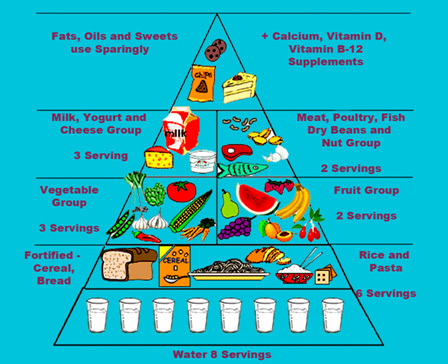 Fats, Oils and Sweets
use Sparingly
+ Calcium, Vitamin D,
Vitamin B-12
Supplements
CHIPS
Milk, Yogurt and
Cheese Group
3 Serving
milk
Meat, Poultry, Fish
Dry Beans and
Nut Group
2 Servings
Vegetable
Group
3 Servings
Fruit Group
2 Servings
Fortified -
Cereal,
Bread
CEREAL
Rice and
Pasta
6 Servings
Water 8 Servings